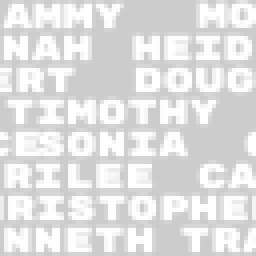 AMMY MO
NAH HEID
ERT DOUG
TIMOTHY
CESONIA
RILEE CA
RISTOPHE
NNETH TRA